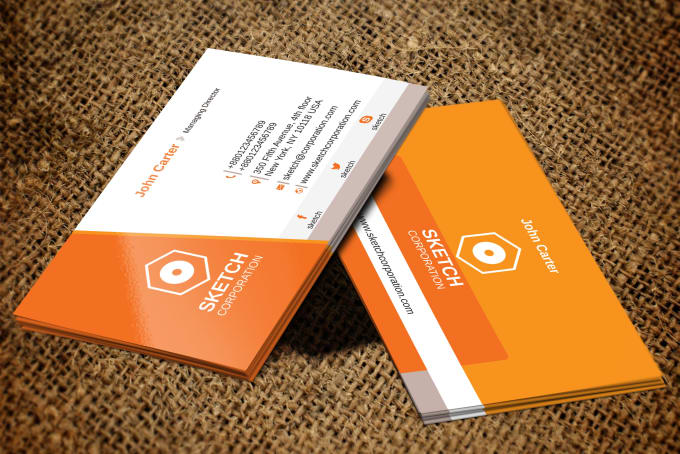 John Carter
Managing Director
+880123456789
+880123456789
350 Fifth Avenue, 4th floor
New York, NY 10118 USA
sketch@corporation.com
www.sketchcorporation.com
sketch
sketch
sketch
SKETCH
CORPORATION
www.sketchcorporation.com
SKETCH
CORPORATION
John Carter